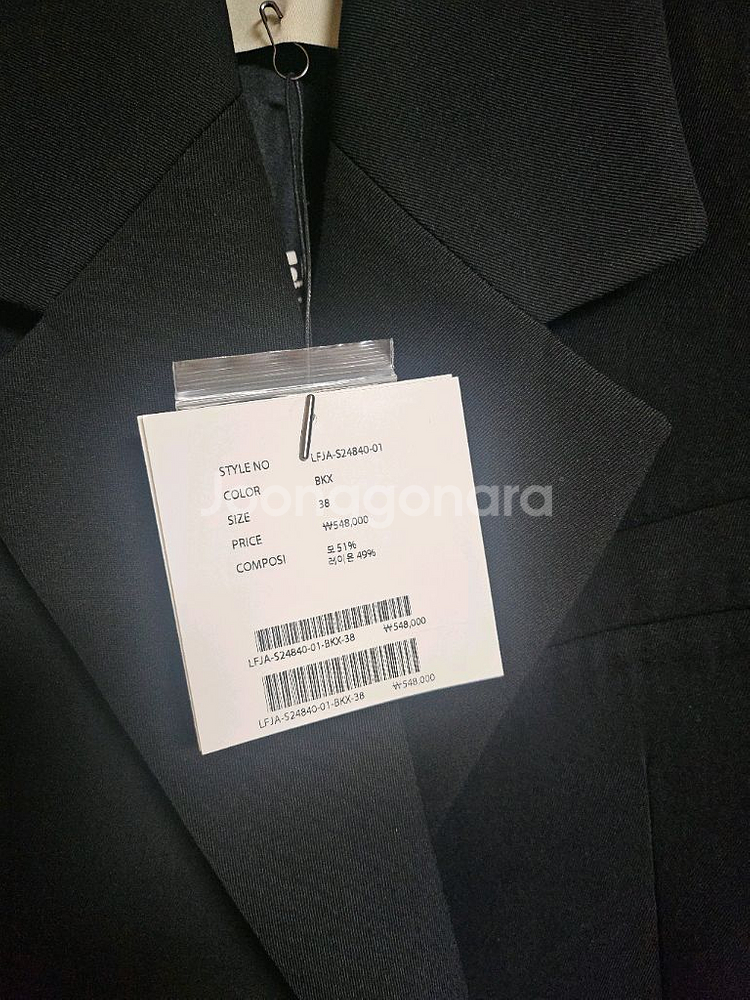 STYLE NO LFJA-S24840-01
COLOR BKX
SIZE 38
PRICE ₩548,000
COMPOSI 모 51%
레이온 49%
Joonagonara
LFJA-S24840-01-BKX-38 ₩548,000
LFJA-S24840-01-BKX-38 ₩548,000